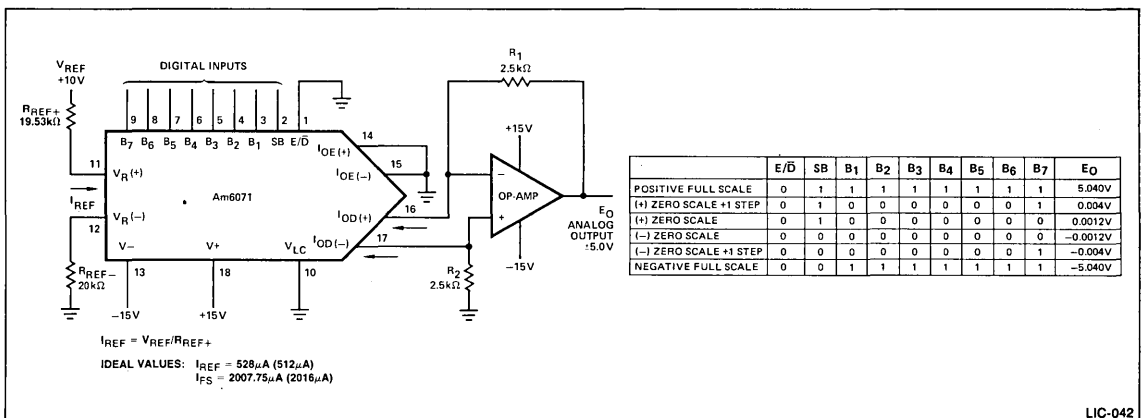 VREF
+10V
DIGITAL INPUTS
R1
2.5kΩ
RREF+
19.53kΩ
9 8 7 6 5 4 3 2 1
B7 B6 B5 B4 B3 B2 B1 SB E/D̅
14
IOE(+)
15
IOE(-)
+15V
11
VR(+)
Am6071
16
IOD(+)
IREF
OP-AMP
-
+
EO
ANALOG
OUTPUT
±5.0V
12
VR(-)
17
IOD(-)
V- V+ VLC
-15V
RREF-
20kΩ
13 18 10
R2
2.5kΩ
-15V +15V
IREF = VREF/RREF+
IDEAL VALUES: IREF = 528μA (512μA)
IFS = 2007.75μA (2016μA)
E/D̅ SB B1 B2 B3 B4 B5 B6 B7 EO
POSITIVE FULL SCALE 0 1 1 1 1 1 1 1 1 5.040V
(+) ZERO SCALE +1 STEP 0 1 0 0 0 0 0 0 1 0.004V
(+) ZERO SCALE 0 1 0 0 0 0 0 0 0 0.0012V
(-) ZERO SCALE 0 0 0 0 0 0 0 0 0 -0.0012V
(-) ZERO SCALE +1 STEP 0 0 0 0 0 0 0 0 1 -0.004V
NEGATIVE FULL SCALE 0 0 1 1 1 1 1 1 1 -5.040V
LIC-042